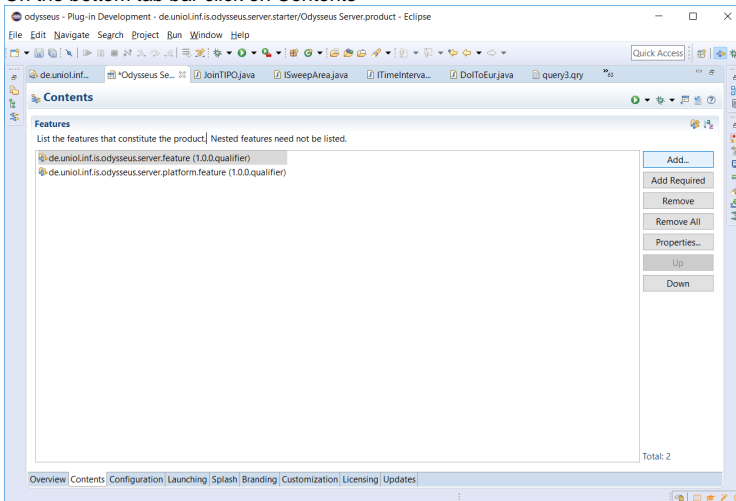 On the bottom tab bar click on Contents
odysseus - Plug-in Development - de.uniol.inf.is.odysseus.server.starter/Odysseus Server.product - Eclipse
File Edit Navigate Search Project Run Window Help
Quick Access
de.uniol.inf... *Odysseus Se... JoinTIPO.java ISweepArea.java ITimeInterva... DolToEur.java query3.qry »61
Contents
Features
List the features that constitute the product. Nested features need not be listed.
de.uniol.inf.is.odysseus.server.feature (1.0.0.qualifier)
de.uniol.inf.is.odysseus.server.platform.feature (1.0.0.qualifier)
Add...
Add Required
Remove
Remove All
Properties...
Up
Down
Total: 2
Overview Contents Configuration Launching Splash Branding Customization Licensing Updates